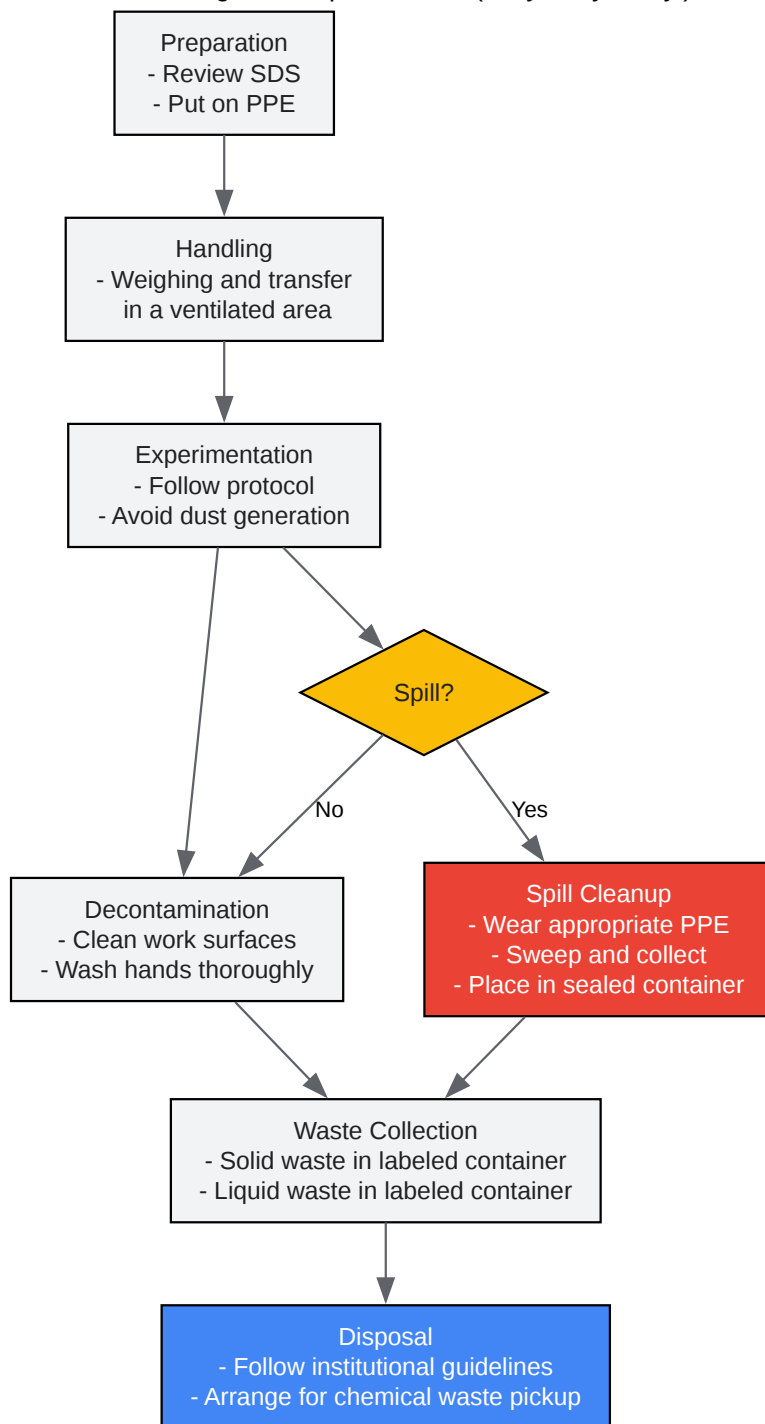 Preparation
- Review SDS
- Put on PPE
Handling
- Weighing and transfer
in a ventilated area
Experimentation
- Follow protocol
- Avoid dust generation
Spill?
No
Yes
Decontamination
- Clean work surfaces
- Wash hands thoroughly
Spill Cleanup
- Wear appropriate PPE
- Sweep and collect
- Place in sealed container
Waste Collection
- Solid waste in labeled container
- Liquid waste in labeled container
Disposal
- Follow institutional guidelines
- Arrange for chemical waste pickup